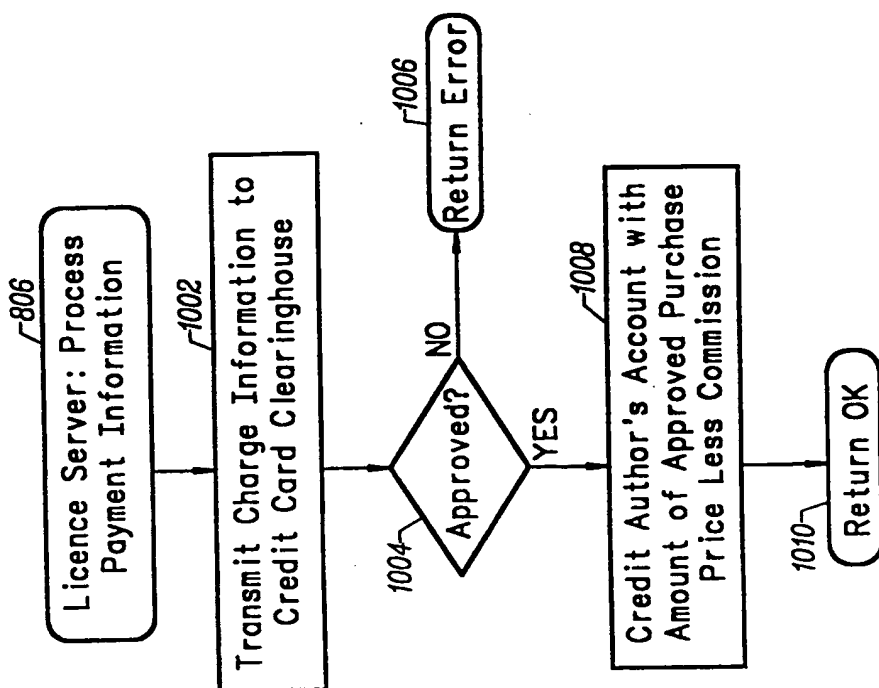 806
Licence Server: Process
Payment Information
1002
Transmit Charge Information to
Credit Card Clearinghouse
1004
Approved?
NO
1006
Return Error
YES
1008
Credit Author's Account with
Amount of Approved Purchase
Price Less Commission
1010
Return OK